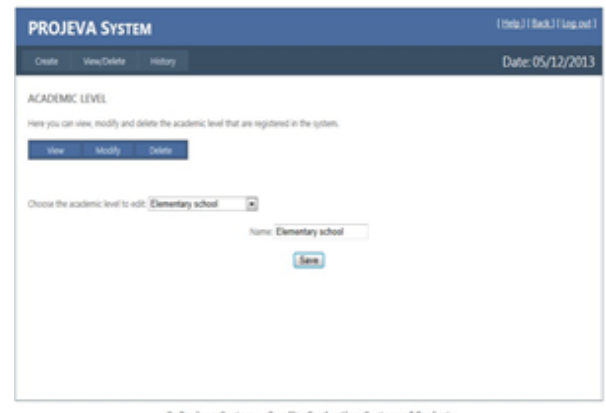 PROJEVA SYSTEM
[ Help ] [ Back ] [ Log out ]
Create View/Delete History
Date: 05/12/2013
ACADEMIC LEVEL
Here you can view, modify and delete the academic level that are registered in the system.
View Modify Delete
Choose the academic level to edit: Elementary school
Name: Elementary school
Save